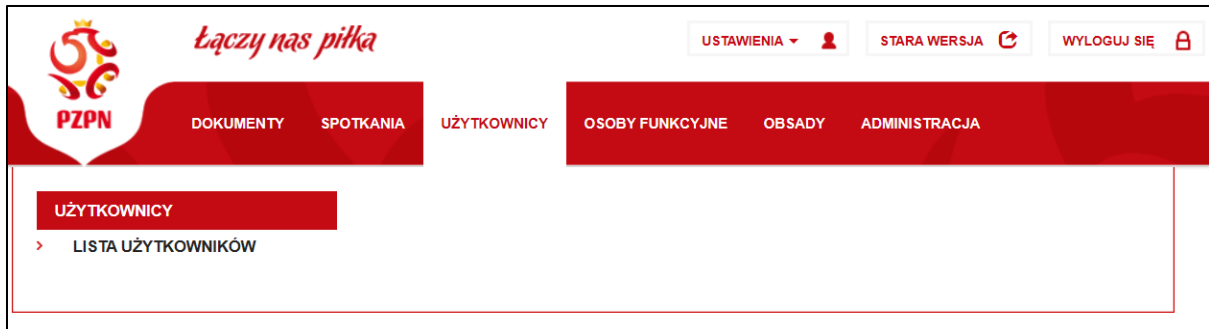 Łączy nas piłka
USTAWIENIA
STARA WERSJA
WYLOGUJ SIĘ
PZPN
DOKUMENTY SPOTKANIA UŻYTKOWNICY OSOBY FUNKCYJNE OBSADY ADMINISTRACJA
UŻYTKOWNICY
LISTA UŻYTKOWNIKÓW